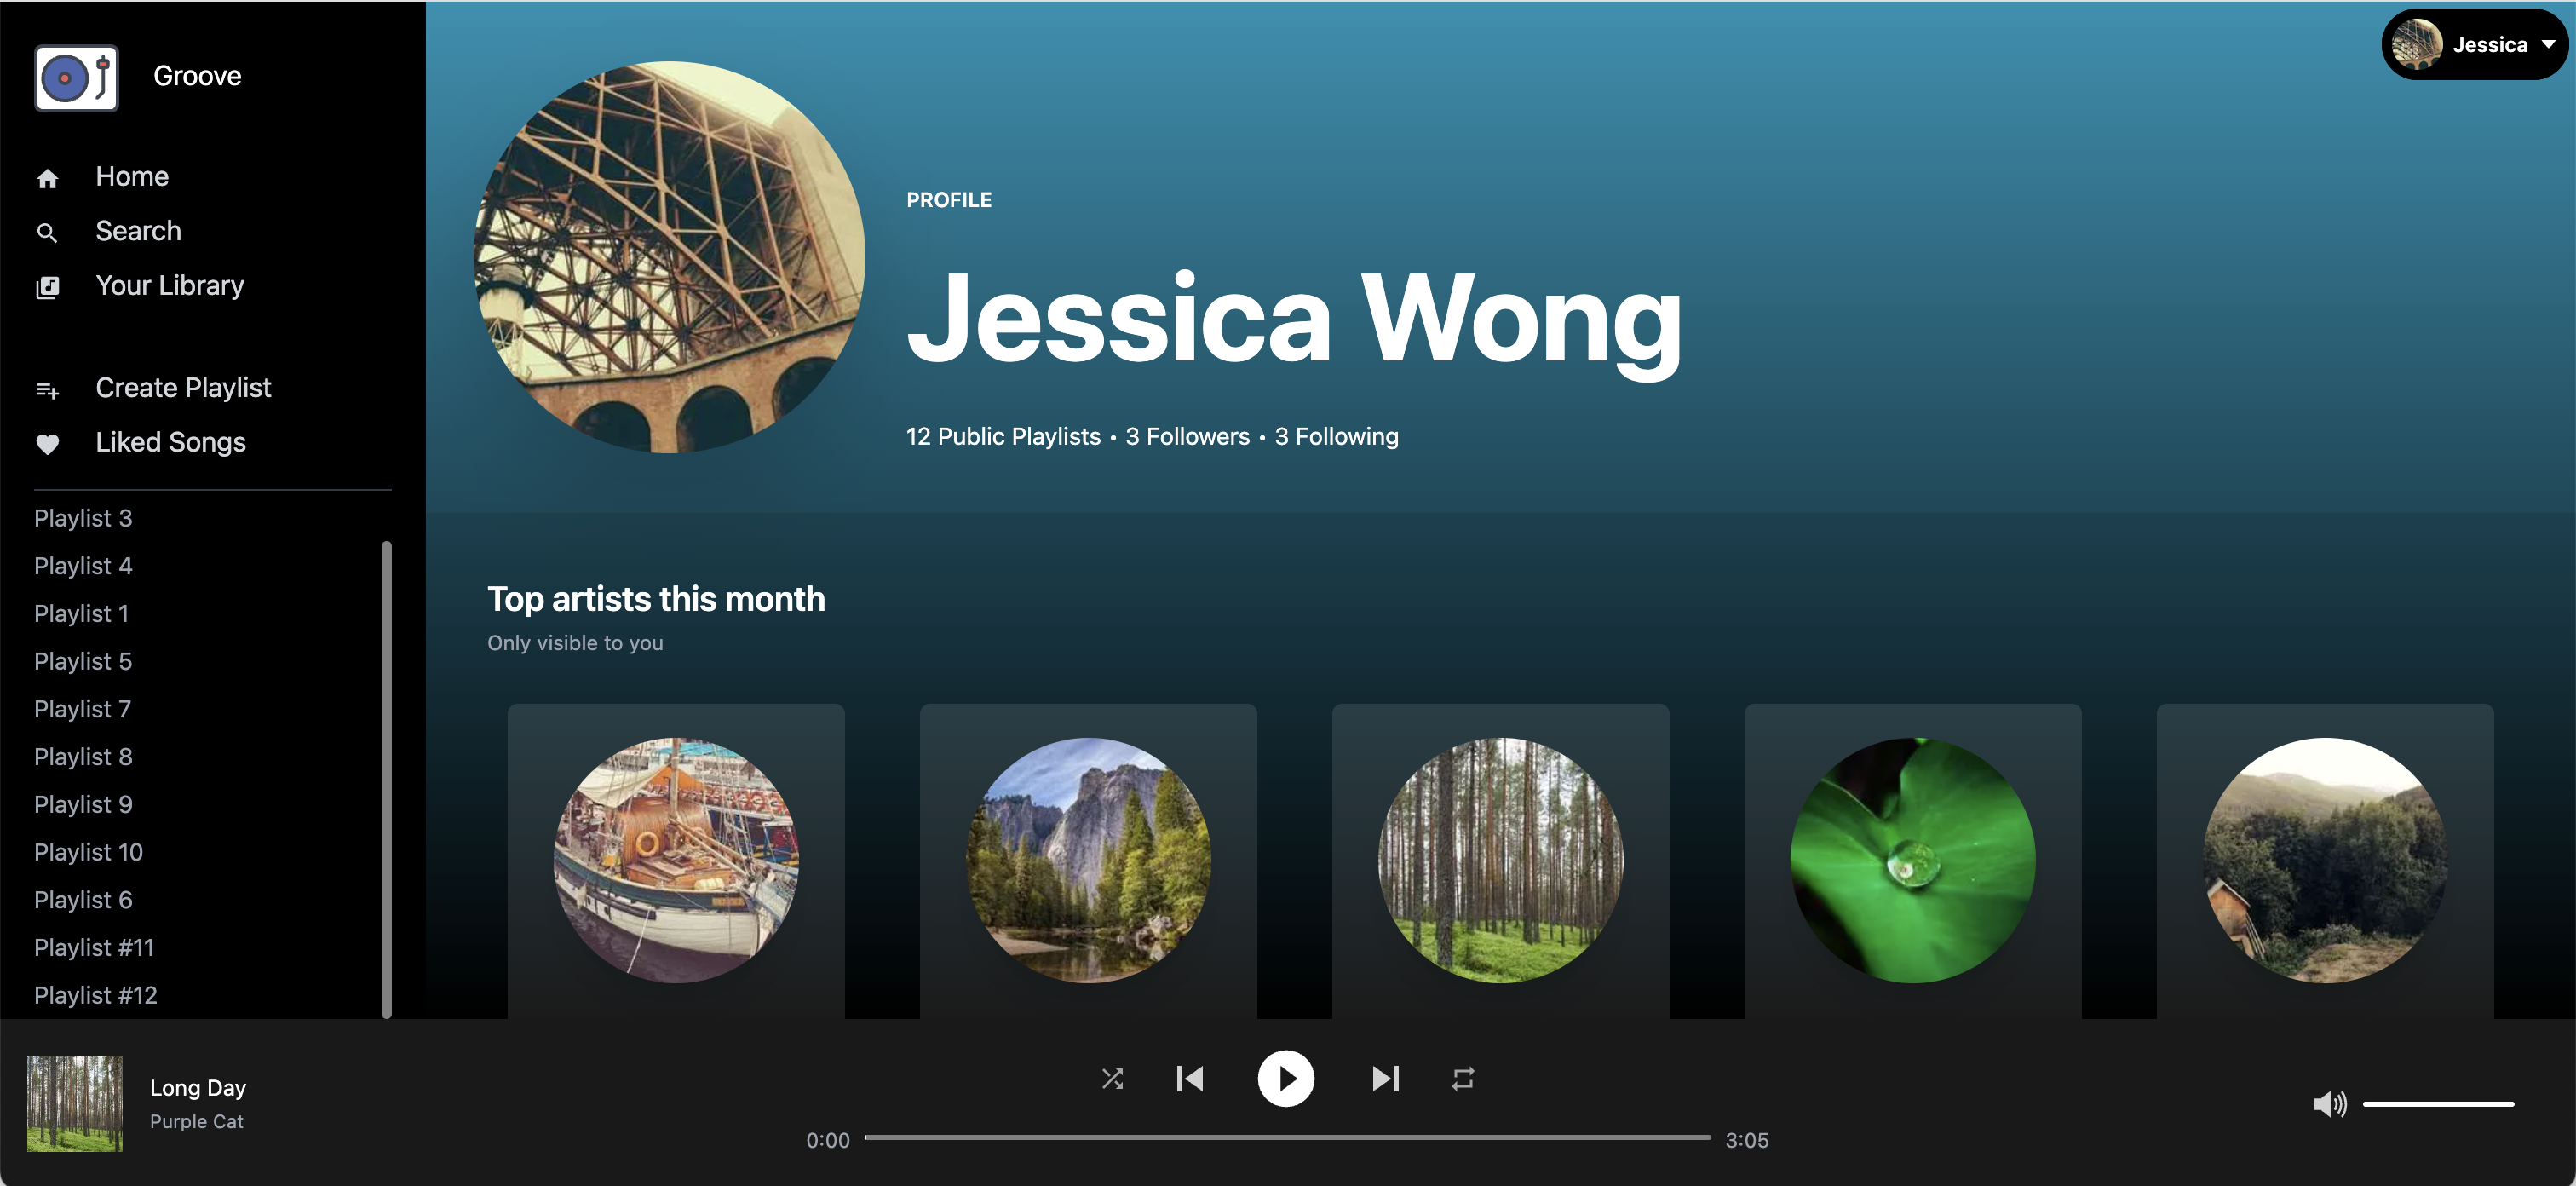 Groove
Home
Search
Your Library
Create Playlist
Liked Songs
Playlist 3
Playlist 4
Playlist 1
Playlist 5
Playlist 7
Playlist 8
Playlist 9
Playlist 10
Playlist 6
Playlist #11
Playlist #12
Jessica
PROFILE
Jessica Wong
12 Public Playlists • 3 Followers • 3 Following
Top artists this month
Only visible to you
Long Day
Purple Cat
0:00
3:05